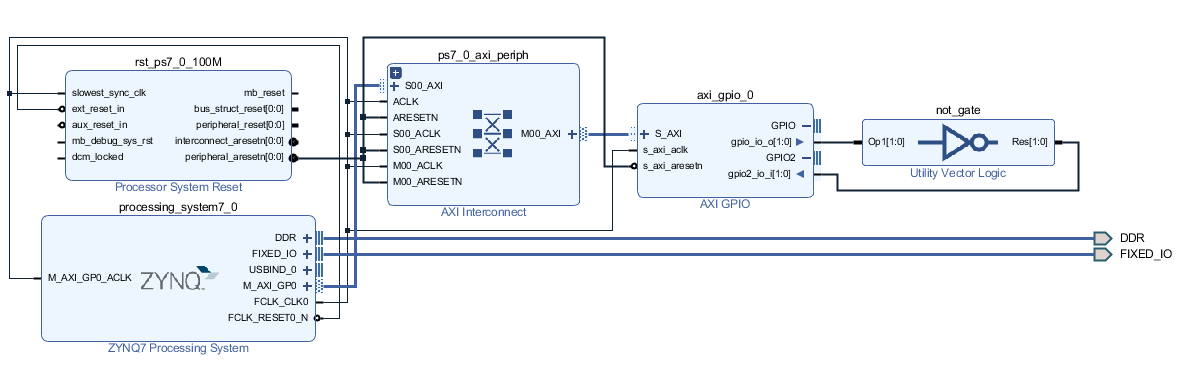 rst_ps7_0_100M
slowest_sync_clk
ext_reset_in
aux_reset_in
mb_debug_sys_rst
dcm_locked
mb_reset
bus_struct_reset[0:0]
peripheral_reset[0:0]
interconnect_aresetn[0:0]
peripheral_aresetn[0:0]
Processor System Reset
ps7_0_axi_periph
S00_AXI
ACLK
ARESETN
S00_ACLK
S00_ARESETN
M00_ACLK
M00_ARESETN
M00_AXI
AXI Interconnect
axi_gpio_0
S_AXI
s_axi_aclk
s_axi_aresetn
GPIO
gpio_io_o[1:0]
GPIO2
gpio2_io_i[1:0]
AXI GPIO
not_gate
Op1[1:0]
Res[1:0]
Utility Vector Logic
processing_system7_0
M_AXI_GP0_ACLK
ZYNQ
DDR
FIXED_IO
USBIND_0
M_AXI_GP0
FCLK_CLK0
FCLK_RESET0_N
ZYNQ7 Processing System
DDR
FIXED_IO